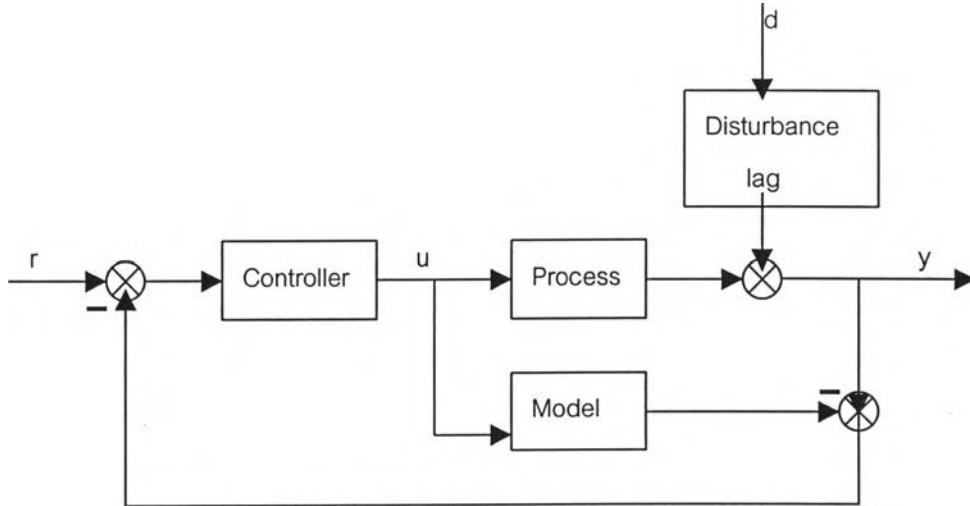 d
Disturbance
lag
r
Controller
u
Process
y
Model